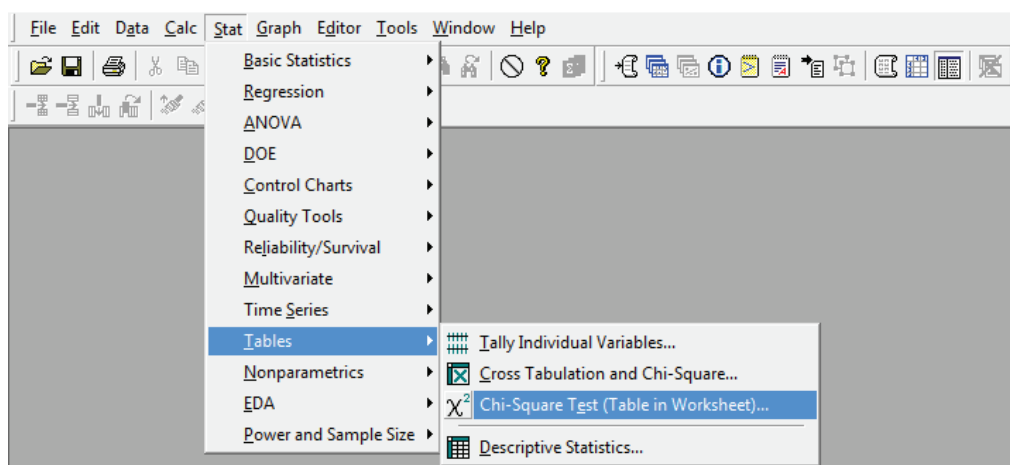 File Edit Data Calc Stat Graph Editor Tools Window Help
Basic Statistics
Regression
ANOVA
DOE
Control Charts
Quality Tools
Reliability/Survival
Multivariate
Time Series
Tables
Tally Individual Variables...
Cross Tabulation and Chi-Square...
χ² Chi-Square Test (Table in Worksheet)...
Descriptive Statistics...
Nonparametrics
EDA
Power and Sample Size